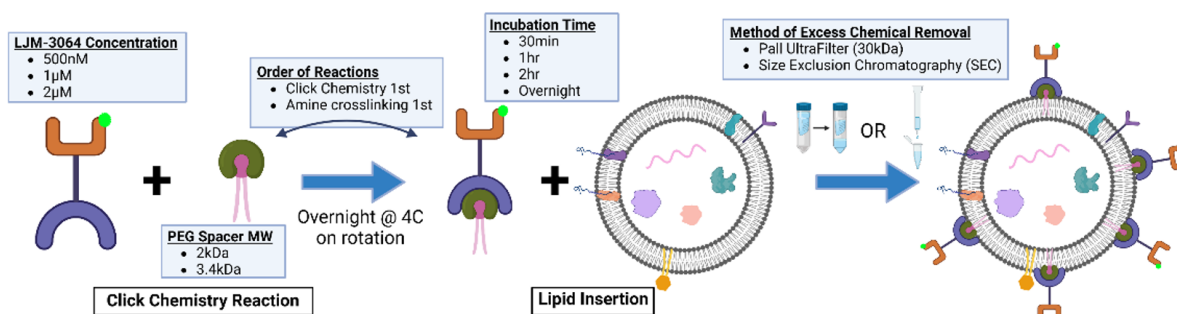 LJM-3064 Concentration
• 500nM
• 1µM
• 2µM
Order of Reactions
• Click Chemistry 1st
• Amine crosslinking 1st
Incubation Time
• 30min
• 1hr
• 2hr
• Overnight
Method of Excess Chemical Removal
• Pall UltraFilter (30kDa)
• Size Exclusion Chromatography (SEC)
OR
Overnight @ 4C
on rotation
PEG Spacer MW
• 2kDa
• 3.4kDa
Click Chemistry Reaction
Lipid Insertion